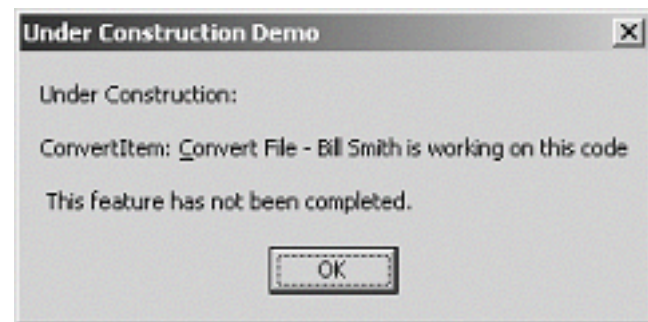 Under Construction Demo
Under Construction:
ConvertItem: Convert File - Bill Smith is working on this code
This feature has not been completed.
OK